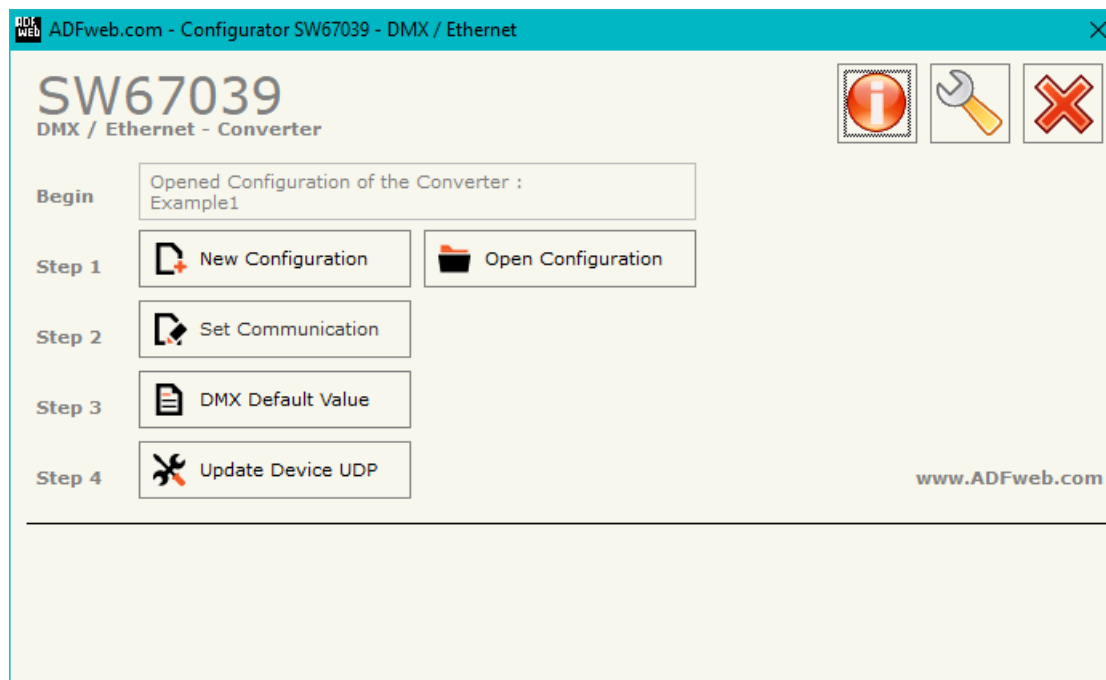 ADF
WEB
ADFweb.com - Configurator SW67039 - DMX / Ethernet
SW67039
DMX / Ethernet - Converter
Begin
Opened Configuration of the Converter :
Example1
Step 1
New Configuration
Open Configuration
Step 2
Set Communication
Step 3
DMX Default Value
Step 4
Update Device UDP
www.ADFweb.com